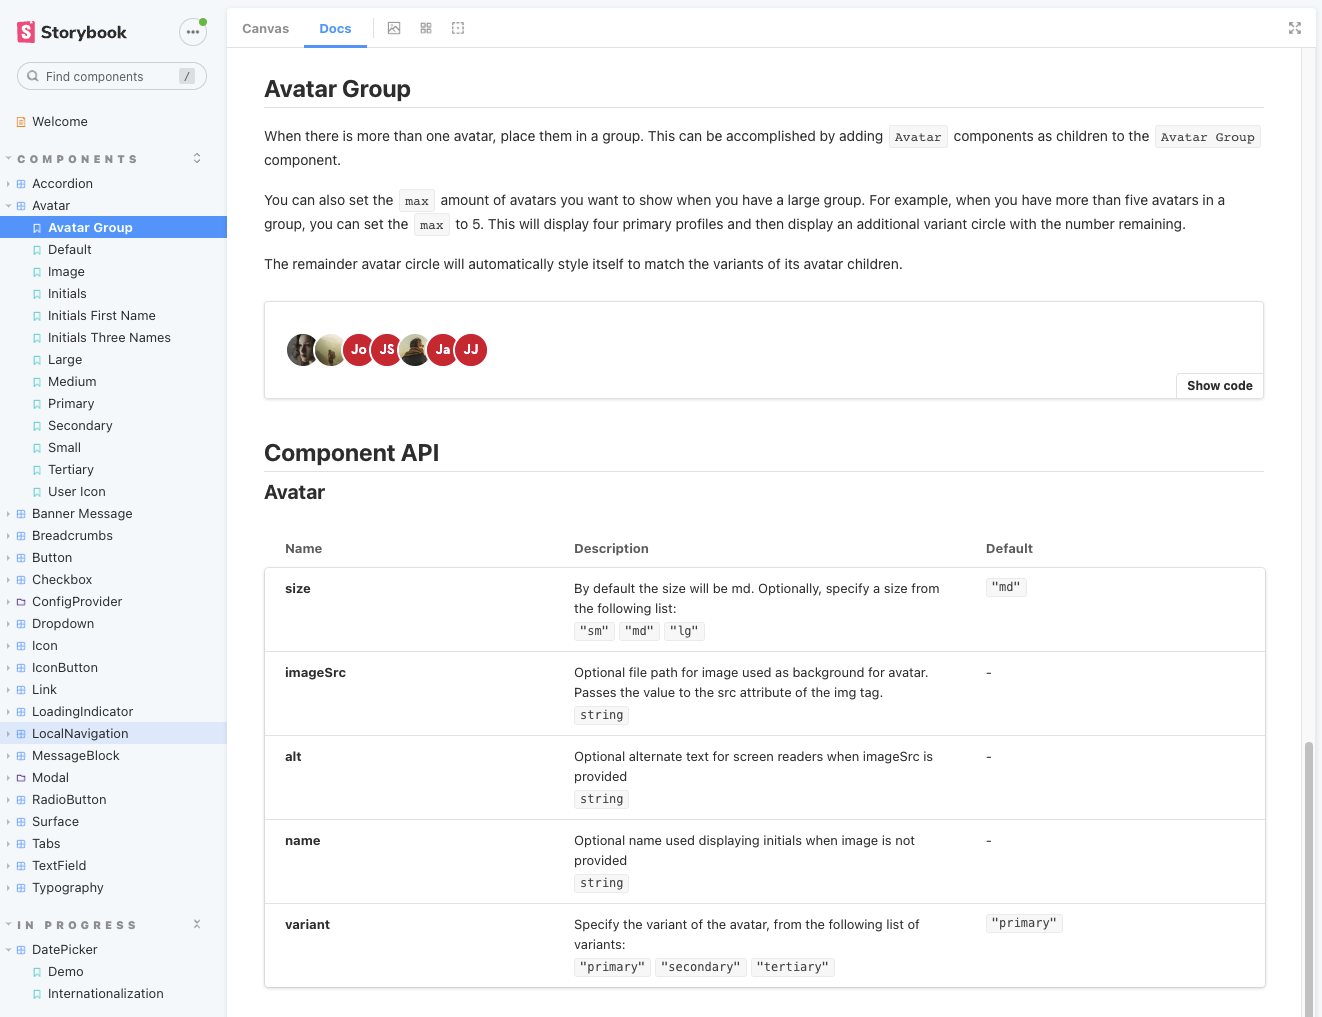 Storybook
Find components /
Welcome
COMPONENTS
Accordion
Avatar
Avatar Group
Default
Image
Initials
Initials First Name
Initials Three Names
Large
Medium
Primary
Secondary
Small
Tertiary
User Icon
Banner Message
Breadcrumbs
Button
Checkbox
ConfigProvider
Dropdown
Icon
IconButton
Link
LoadingIndicator
LocalNavigation
MessageBlock
Modal
RadioButton
Surface
Tabs
TextField
Typography
IN PROGRESS
DatePicker
Demo
Internationalization
Canvas Docs
Avatar Group
When there is more than one avatar, place them in a group. This can be accomplished by adding Avatar components as children to the Avatar Group
component.
You can also set the max amount of avatars you want to show when you have a large group. For example, when you have more than five avatars in a
group, you can set the max to 5. This will display four primary profiles and then display an additional variant circle with the number remaining.
The remainder avatar circle will automatically style itself to match the variants of its avatar children.
Jo JS Ja JJ
Show code
Component API
Avatar
Name Description Default
size By default the size will be md. Optionally, specify a size from "md"
the following list:
"sm" "md" "lg"
imageSrc Optional file path for image used as background for avatar. -
Passes the value to the src attribute of the img tag.
string
alt Optional alternate text for screen readers when imageSrc is -
provided
string
name Optional name used displaying initials when image is not -
provided
string
variant Specify the variant of the avatar, from the following list of "primary"
variants:
"primary" "secondary" "tertiary"